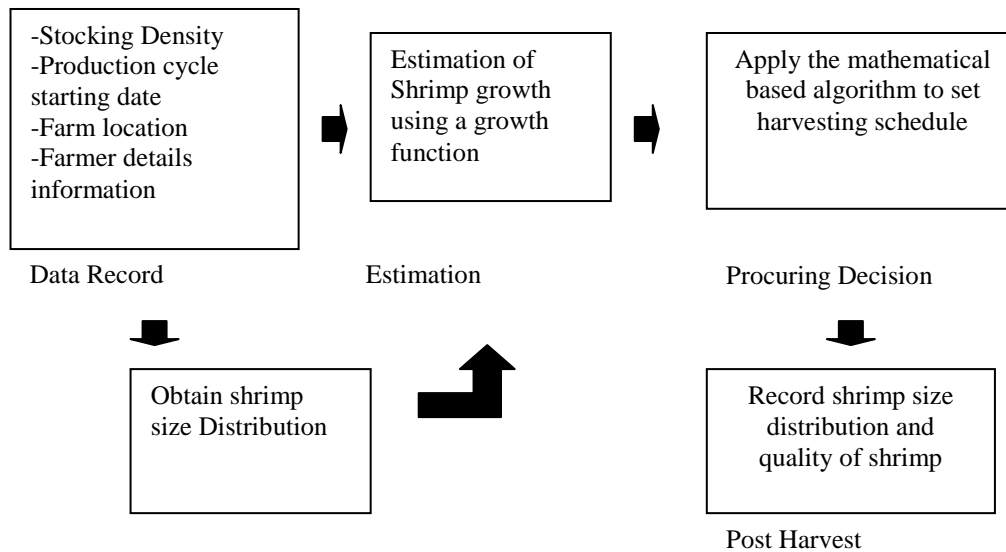 -Stocking Density
-Production cycle
starting date
-Farm location
-Farmer details
information
Estimation of
Shrimp growth
using a growth
function
Apply the mathematical
based algorithm to set
harvesting schedule
Data Record
Estimation
Procuring Decision
Obtain shrimp
size Distribution
Record shrimp size
distribution and
quality of shrimp
Post Harvest